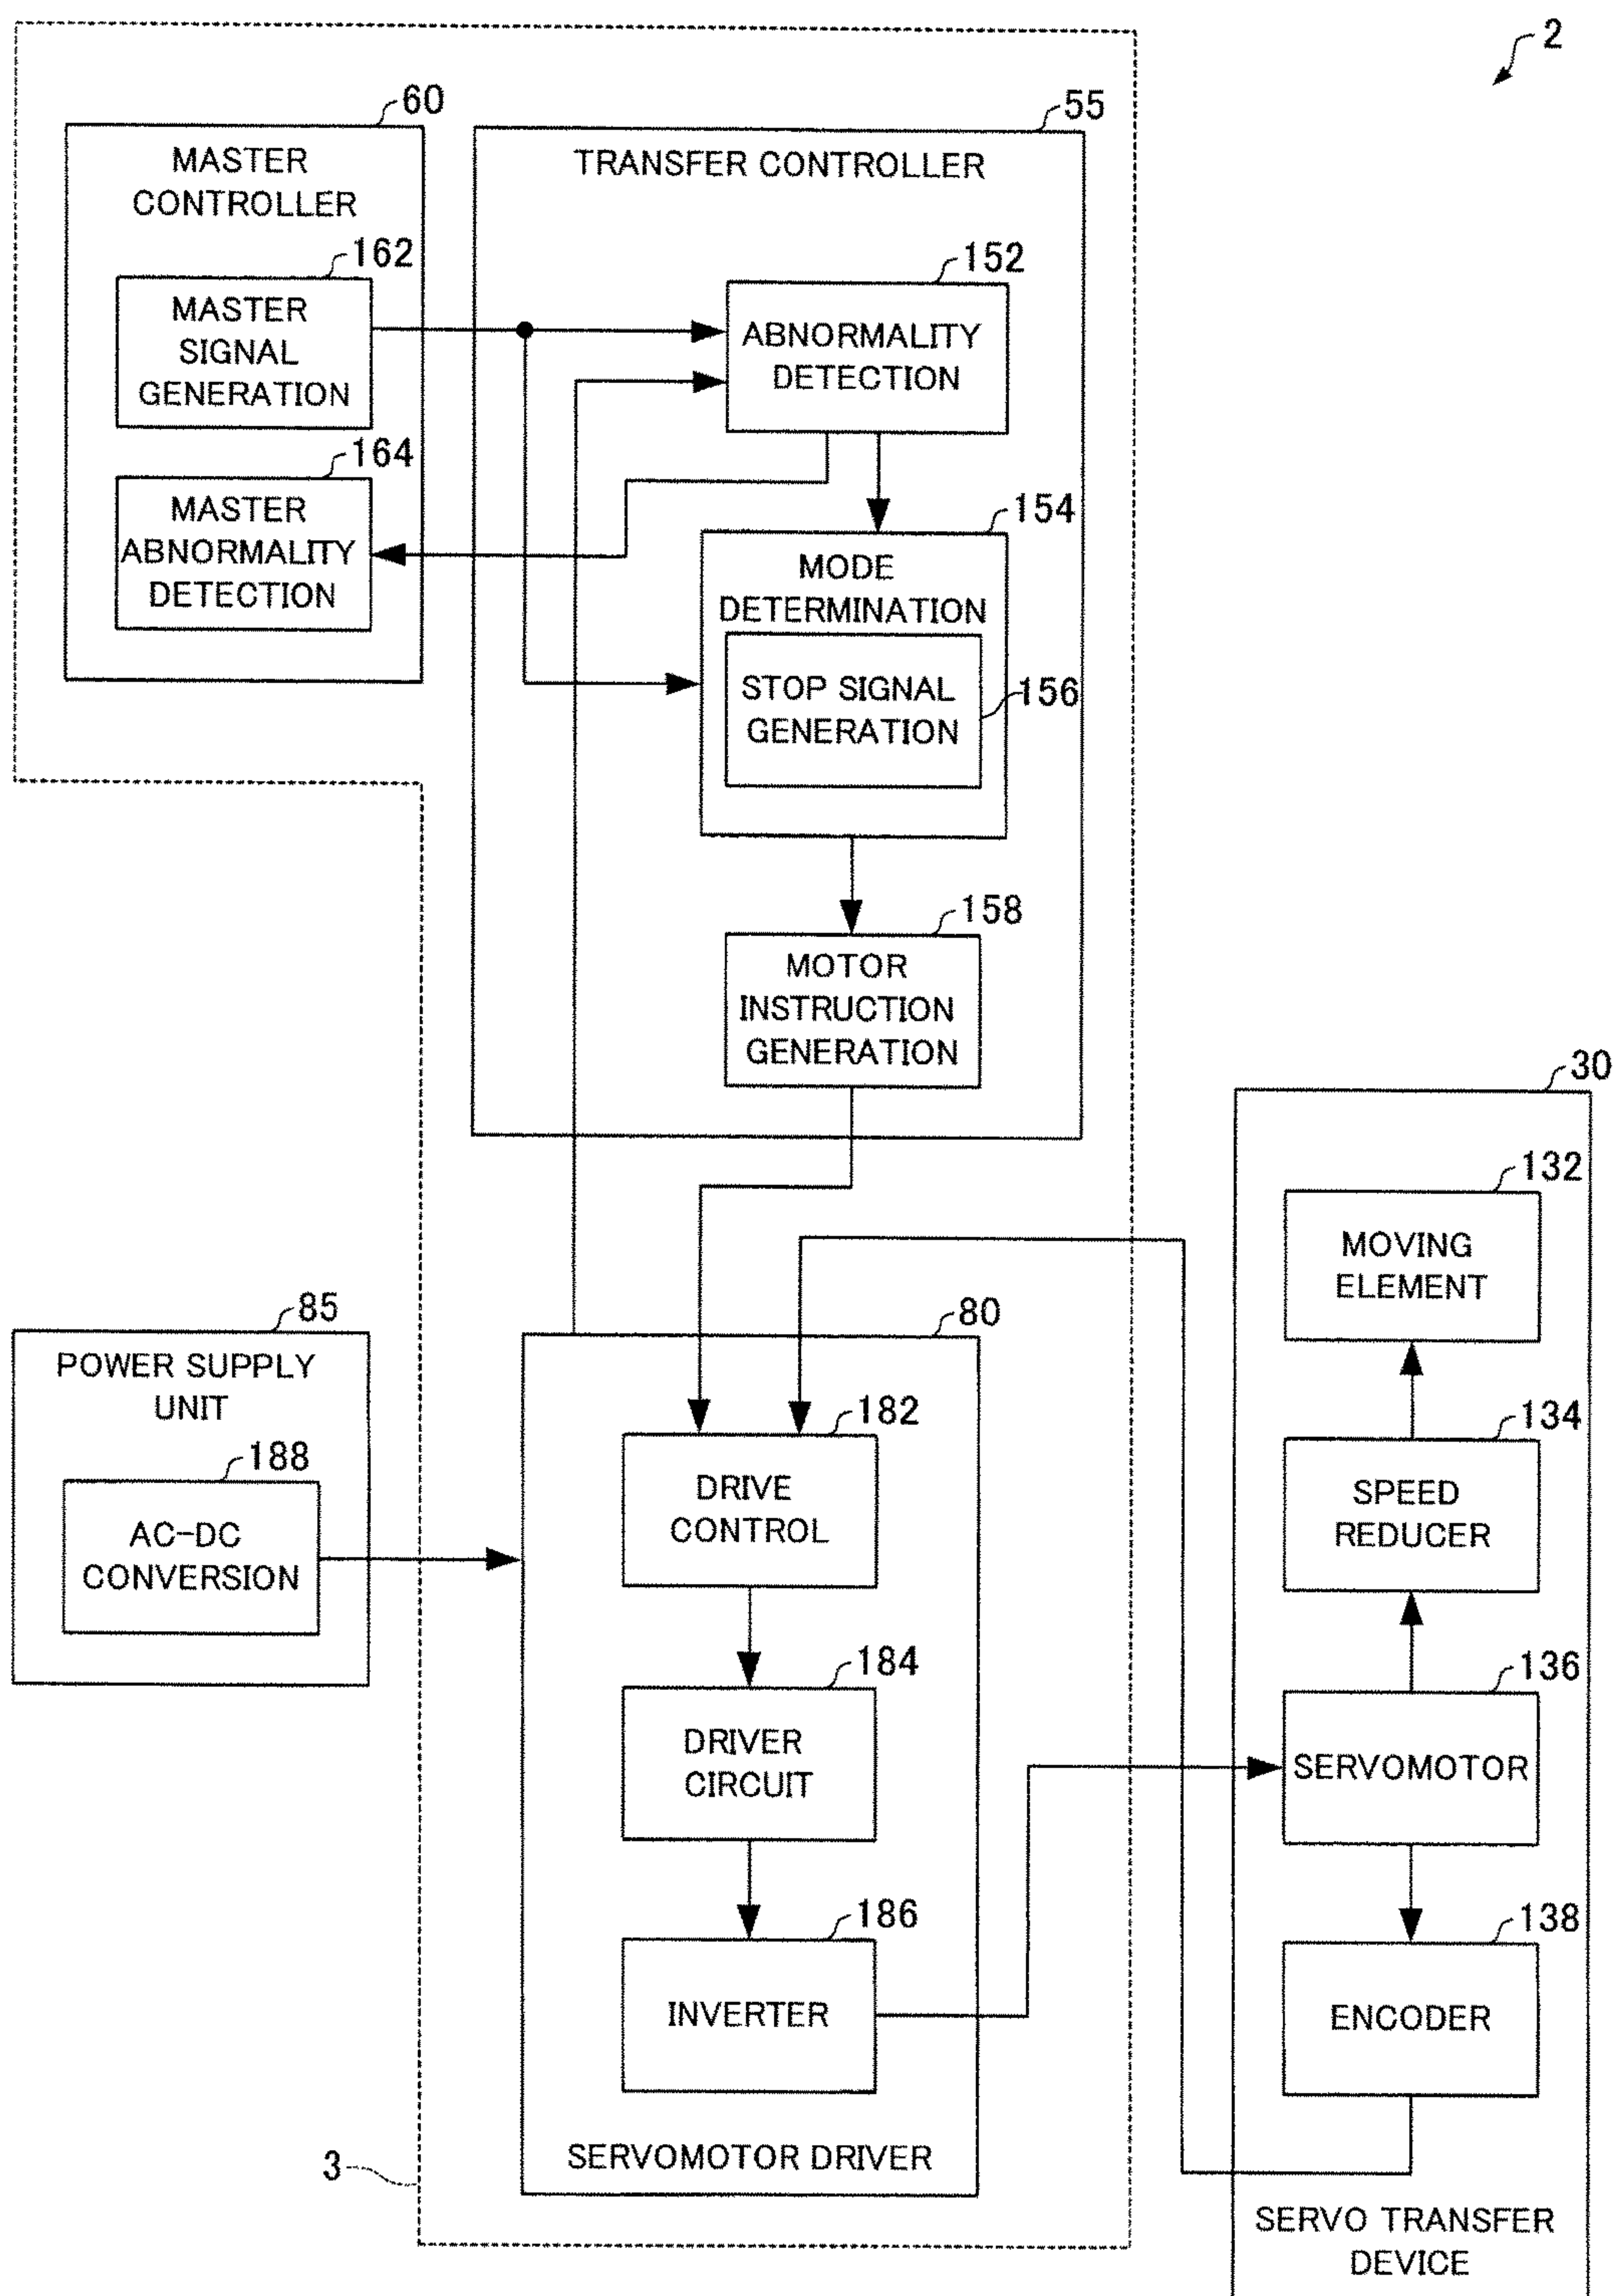 2
60
MASTER
CONTROLLER
162
MASTER
SIGNAL
GENERATION
164
MASTER
ABNORMALITY
DETECTION
55
TRANSFER CONTROLLER
152
ABNORMALITY
DETECTION
154
MODE
DETERMINATION
STOP SIGNAL
GENERATION
156
158
MOTOR
INSTRUCTION
GENERATION
85
POWER SUPPLY
UNIT
188
AC-DC
CONVERSION
80
182
DRIVE
CONTROL
184
DRIVER
CIRCUIT
186
INVERTER
SERVOMOTOR DRIVER
3
30
132
MOVING
ELEMENT
134
SPEED
REDUCER
136
SERVOMOTOR
138
ENCODER
SERVO TRANSFER
DEVICE